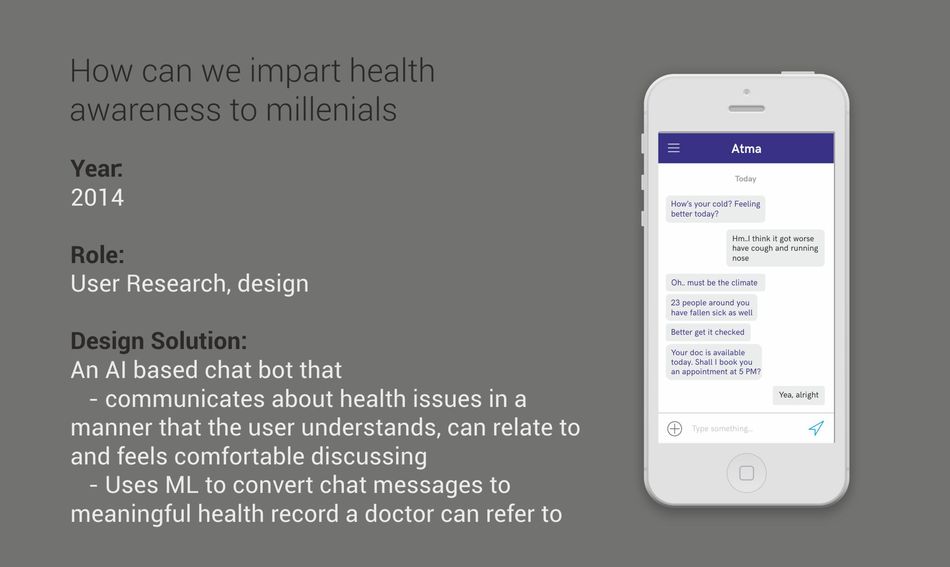 How can we impart health
awareness to millenials
Year:
2014
Role:
User Research, design
Design Solution:
An AI based chat bot that
- communicates about health issues in a
manner that the user understands, can relate to
and feels comfortable discussing
- Uses ML to convert chat messages to
meaningful health record a doctor can refer to
Atma
Today
How's your cold? Feeling
better today?
Hm..I think it got worse
have cough and running
nose
Oh.. must be the climate
23 people around you
have fallen sick as well
Better get it checked
Your doc is available
today. Shall I book you
an appointment at 5 PM?
Yea, alright
Type something...